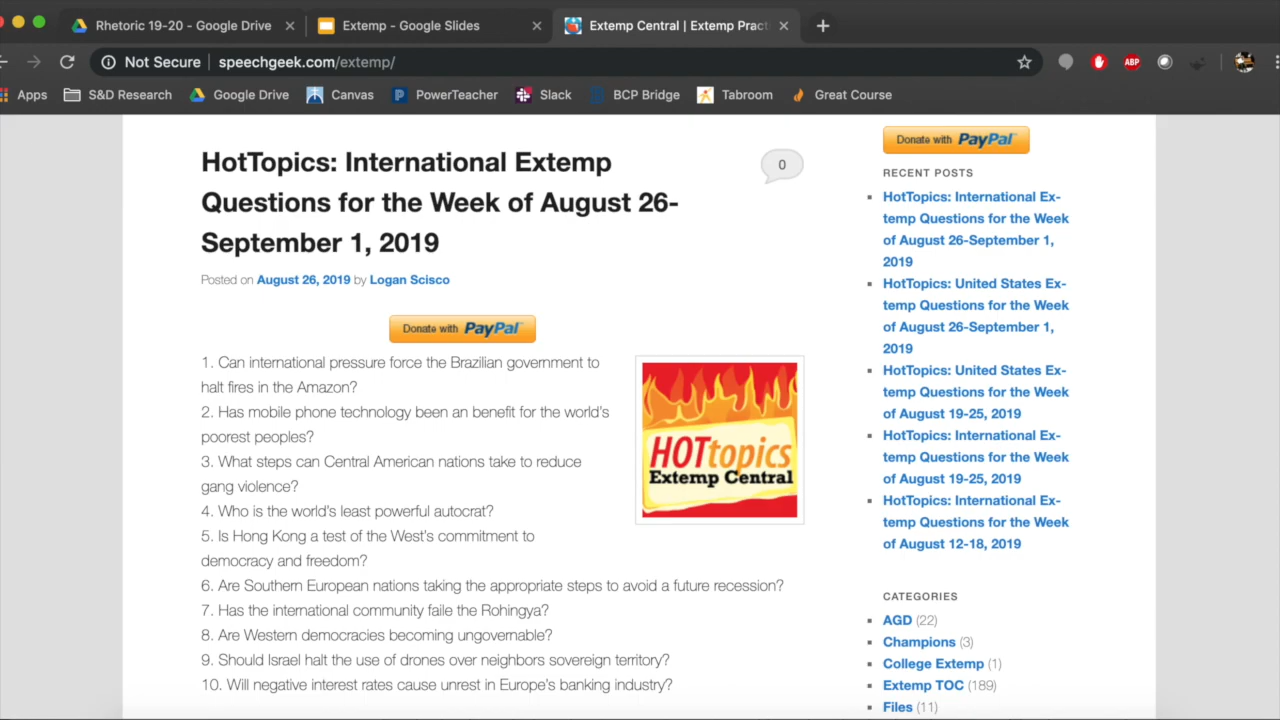 Rhetoric 19-20 - Google Drive
Extemp - Google Slides
Extemp Central | Extemp Pract
Not Secure
speechgeek.com/extemp/
ABP
Apps
S&D Research
Google Drive
Canvas
PowerTeacher
Slack
BCP Bridge
Tabroom
Great Course
HotTopics: International Extemp
Questions for the Week of August 26-
September 1, 2019
0
Posted on August 26, 2019 by Logan Scisco
Donate with PayPal
1. Can international pressure force the Brazilian government to
halt fires in the Amazon?
2. Has mobile phone technology been an benefit for the world's
poorest peoples?
3. What steps can Central American nations take to reduce
gang violence?
4. Who is the world's least powerful autocrat?
5. Is Hong Kong a test of the West's commitment to
democracy and freedom?
6. Are Southern European nations taking the appropriate steps to avoid a future recession?
7. Has the international community faile the Rohingya?
8. Are Western democracies becoming ungovernable?
9. Should Israel halt the use of drones over neighbors sovereign territory?
10. Will negative interest rates cause unrest in Europe's banking industry?
HOTtopics
Extemp Central
Donate with PayPal
RECENT POSTS
HotTopics: International Ex-
temp Questions for the Week
of August 26-September 1,
2019
HotTopics: United States Ex-
temp Questions for the Week
of August 26-September 1,
2019
HotTopics: United States Ex-
temp Questions for the Week
of August 19-25, 2019
HotTopics: International Ex-
temp Questions for the Week
of August 19-25, 2019
HotTopics: International Ex-
temp Questions for the Week
of August 12-18, 2019
CATEGORIES
AGD (22)
Champions (3)
College Extemp (1)
Extemp TOC (189)
Files (11)